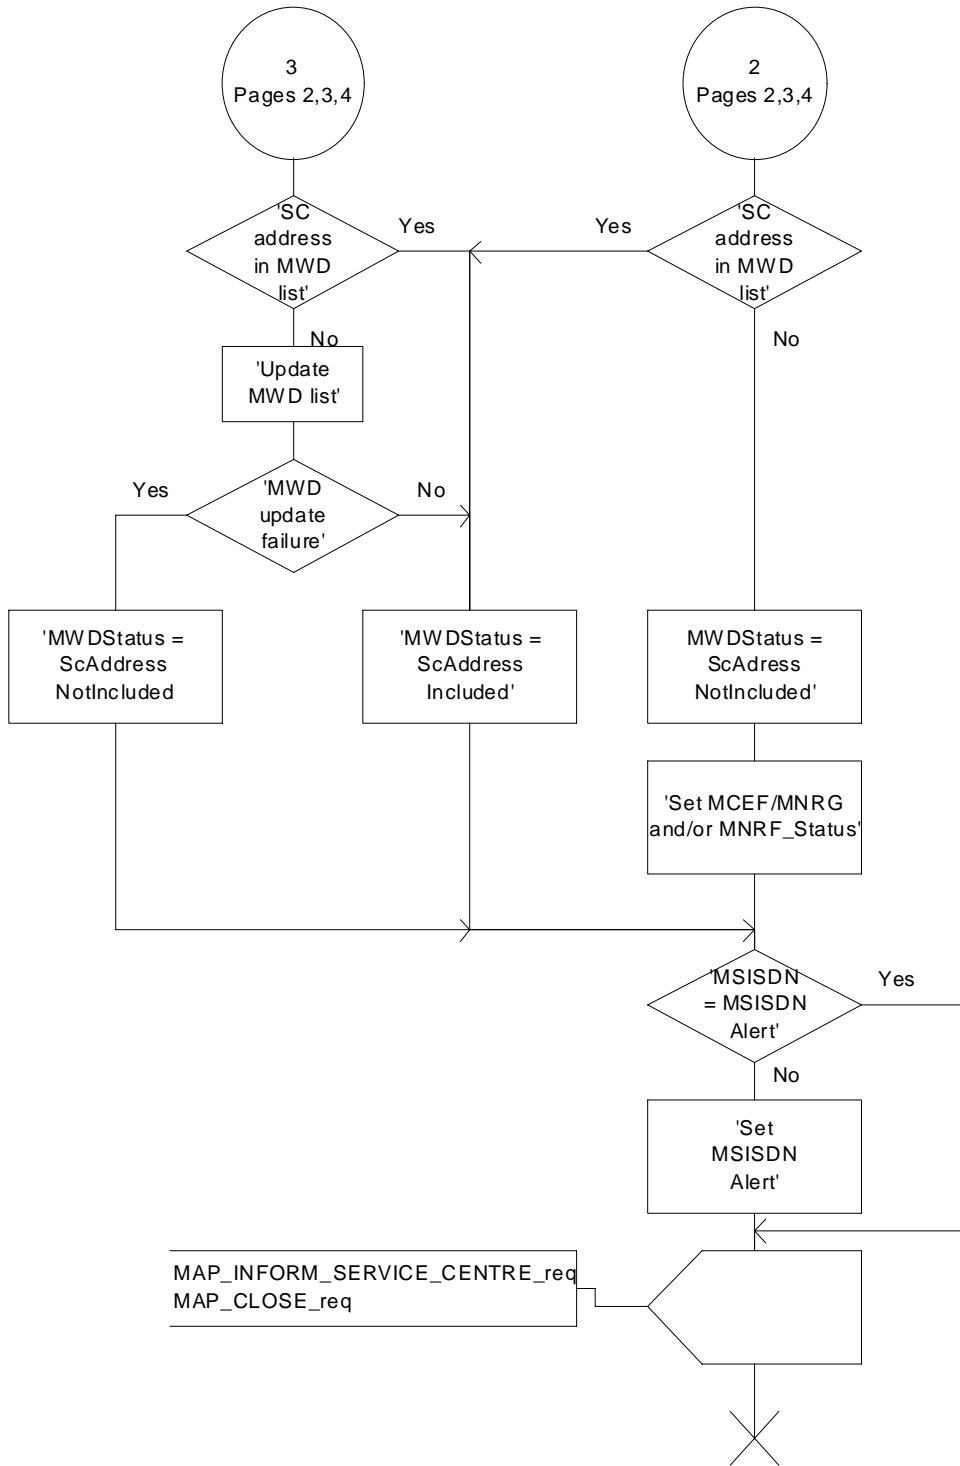 3
Pages 2,3,4
2
Pages 2,3,4
'SC
address
in MWD
list'
Yes
Yes
'SC
address
in MWD
list'
No
No
'Update
MWD list'
Yes
'MWD
update
failure'
No
'MWDStatus =
ScAddress
NotIncluded
'MWDStatus =
ScAddress
Included'
MWDStatus =
ScAdress
NotIncluded'
'Set MCEF/MNRG
and/or MNRF_Status'
'MSISDN
= MSISDN
Alert'
Yes
No
'Set
MSISDN
Alert'
MAP_INFORM_SERVICE_CENTRE_req
MAP_CLOSE_req